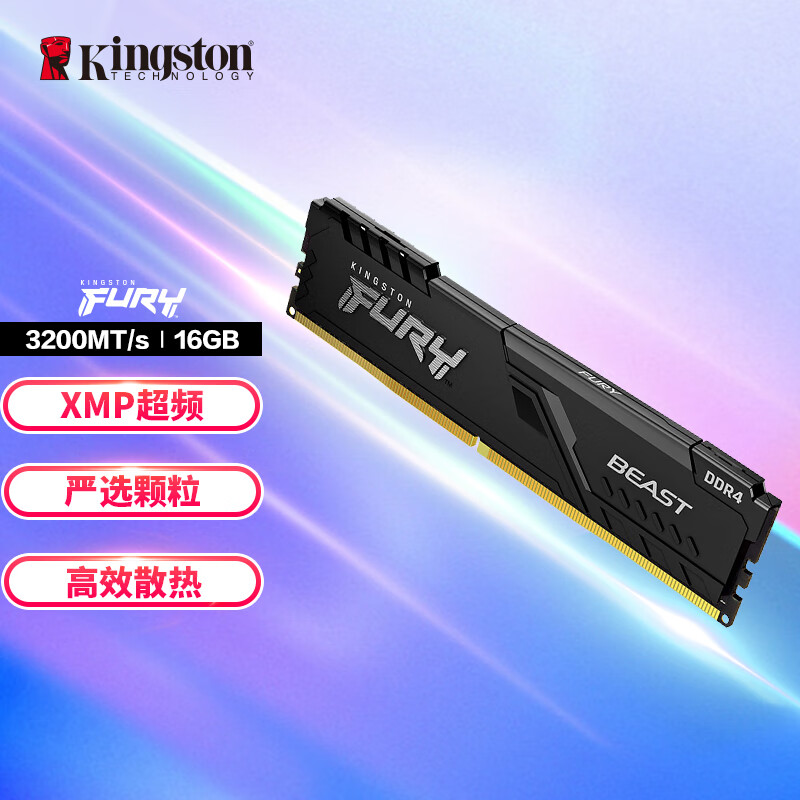 Kingston
TECHNOLOGY
KINGSTON
FURY
3200MT/s | 16GB
XMP超频
严选颗粒
高效散热
KINGSTON
FURY™
FURY
BEAST
DDR4